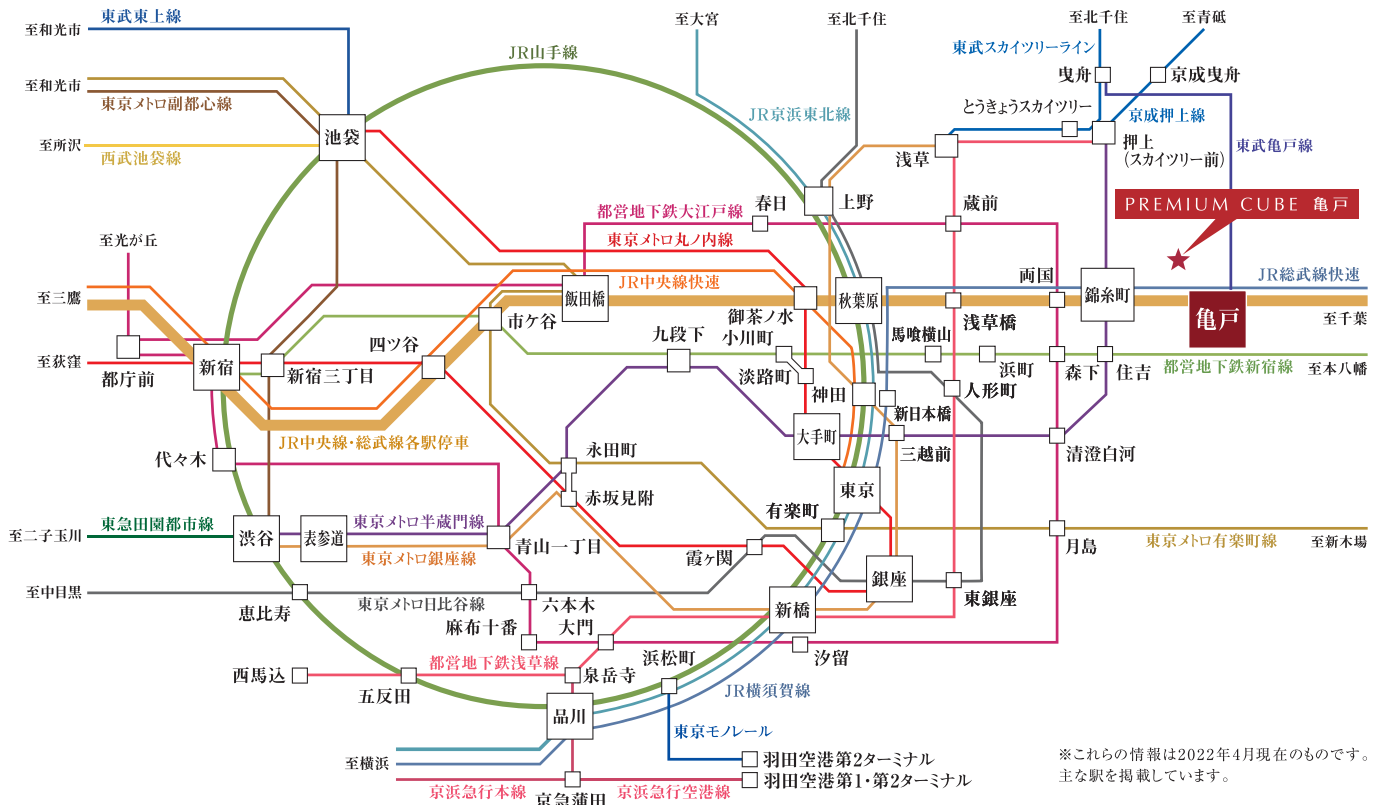 東武東上線
至和光市
至大宮
至北千住
至北千住
至青砥
JR山手線
東武スカイツリーライン
至和光市
東京メトロ副都心線
曳舟
京成曳舟
とうきょうスカイツリー
JR京浜東北線
京成押上線
池袋
至所沢
西武池袋線
浅草
押上
(スカイツリー前)
東武亀戸線
上野
春日
蔵前
PREMIUM CUBE 亀戸
都営地下鉄大江戸線
至光が丘
東京メトロ丸ノ内線
両国
JR総武線快速
JR中央線快速
飯田橋
秋葉原
錦糸町
至三鷹
御茶ノ水
浅草橋
亀戸
至千葉
市ケ谷
九段下
小川町
馬喰横山
四ツ谷
至荻窪
都庁前
新宿
新宿三丁目
淡路町
浜町
森下
住吉
都営地下鉄新宿線
至本八幡
神田
人形町
新日本橋
JR中央線・総武線各駅停車
大手町
三越前
清澄白河
代々木
永田町
赤坂見附
東京
有楽町
東急田園都市線
至二子玉川
渋谷
表参道
東京メトロ半蔵門線
東京メトロ銀座線
青山一丁目
霞ヶ関
月島
東京メトロ有楽町線
至新木場
銀座
至中目黒
恵比寿
東京メトロ日比谷線
六本木
新橋
東銀座
麻布十番
大門
汐留
都営地下鉄浅草線
西馬込
五反田
泉岳寺
浜松町
JR横須賀線
品川
東京モノレール
至横浜
羽田空港第2ターミナル
羽田空港第1・第2ターミナル
京浜急行本線
京急蒲田
京浜急行空港線
※これらの情報は2022年4月現在のものです。
主な駅を掲載しています。